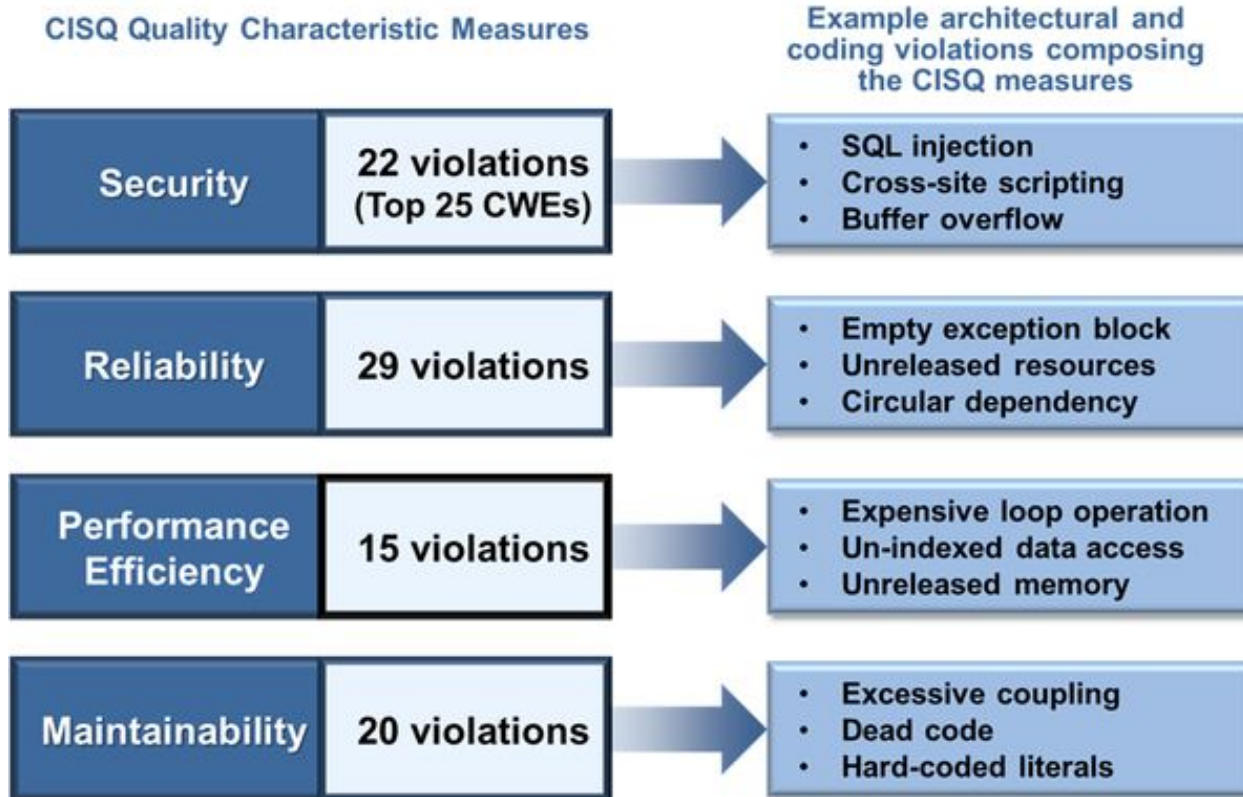 CISQ Quality Characteristic Measures
Example architectural and
coding violations composing
the CISQ measures
Security
22 violations
(Top 25 CWEs)
• SQL injection
• Cross-site scripting
• Buffer overflow
Reliability
29 violations
• Empty exception block
• Unreleased resources
• Circular dependency
Performance
Efficiency
15 violations
• Expensive loop operation
• Un-indexed data access
• Unreleased memory
Maintainability
20 violations
• Excessive coupling
• Dead code
• Hard-coded literals